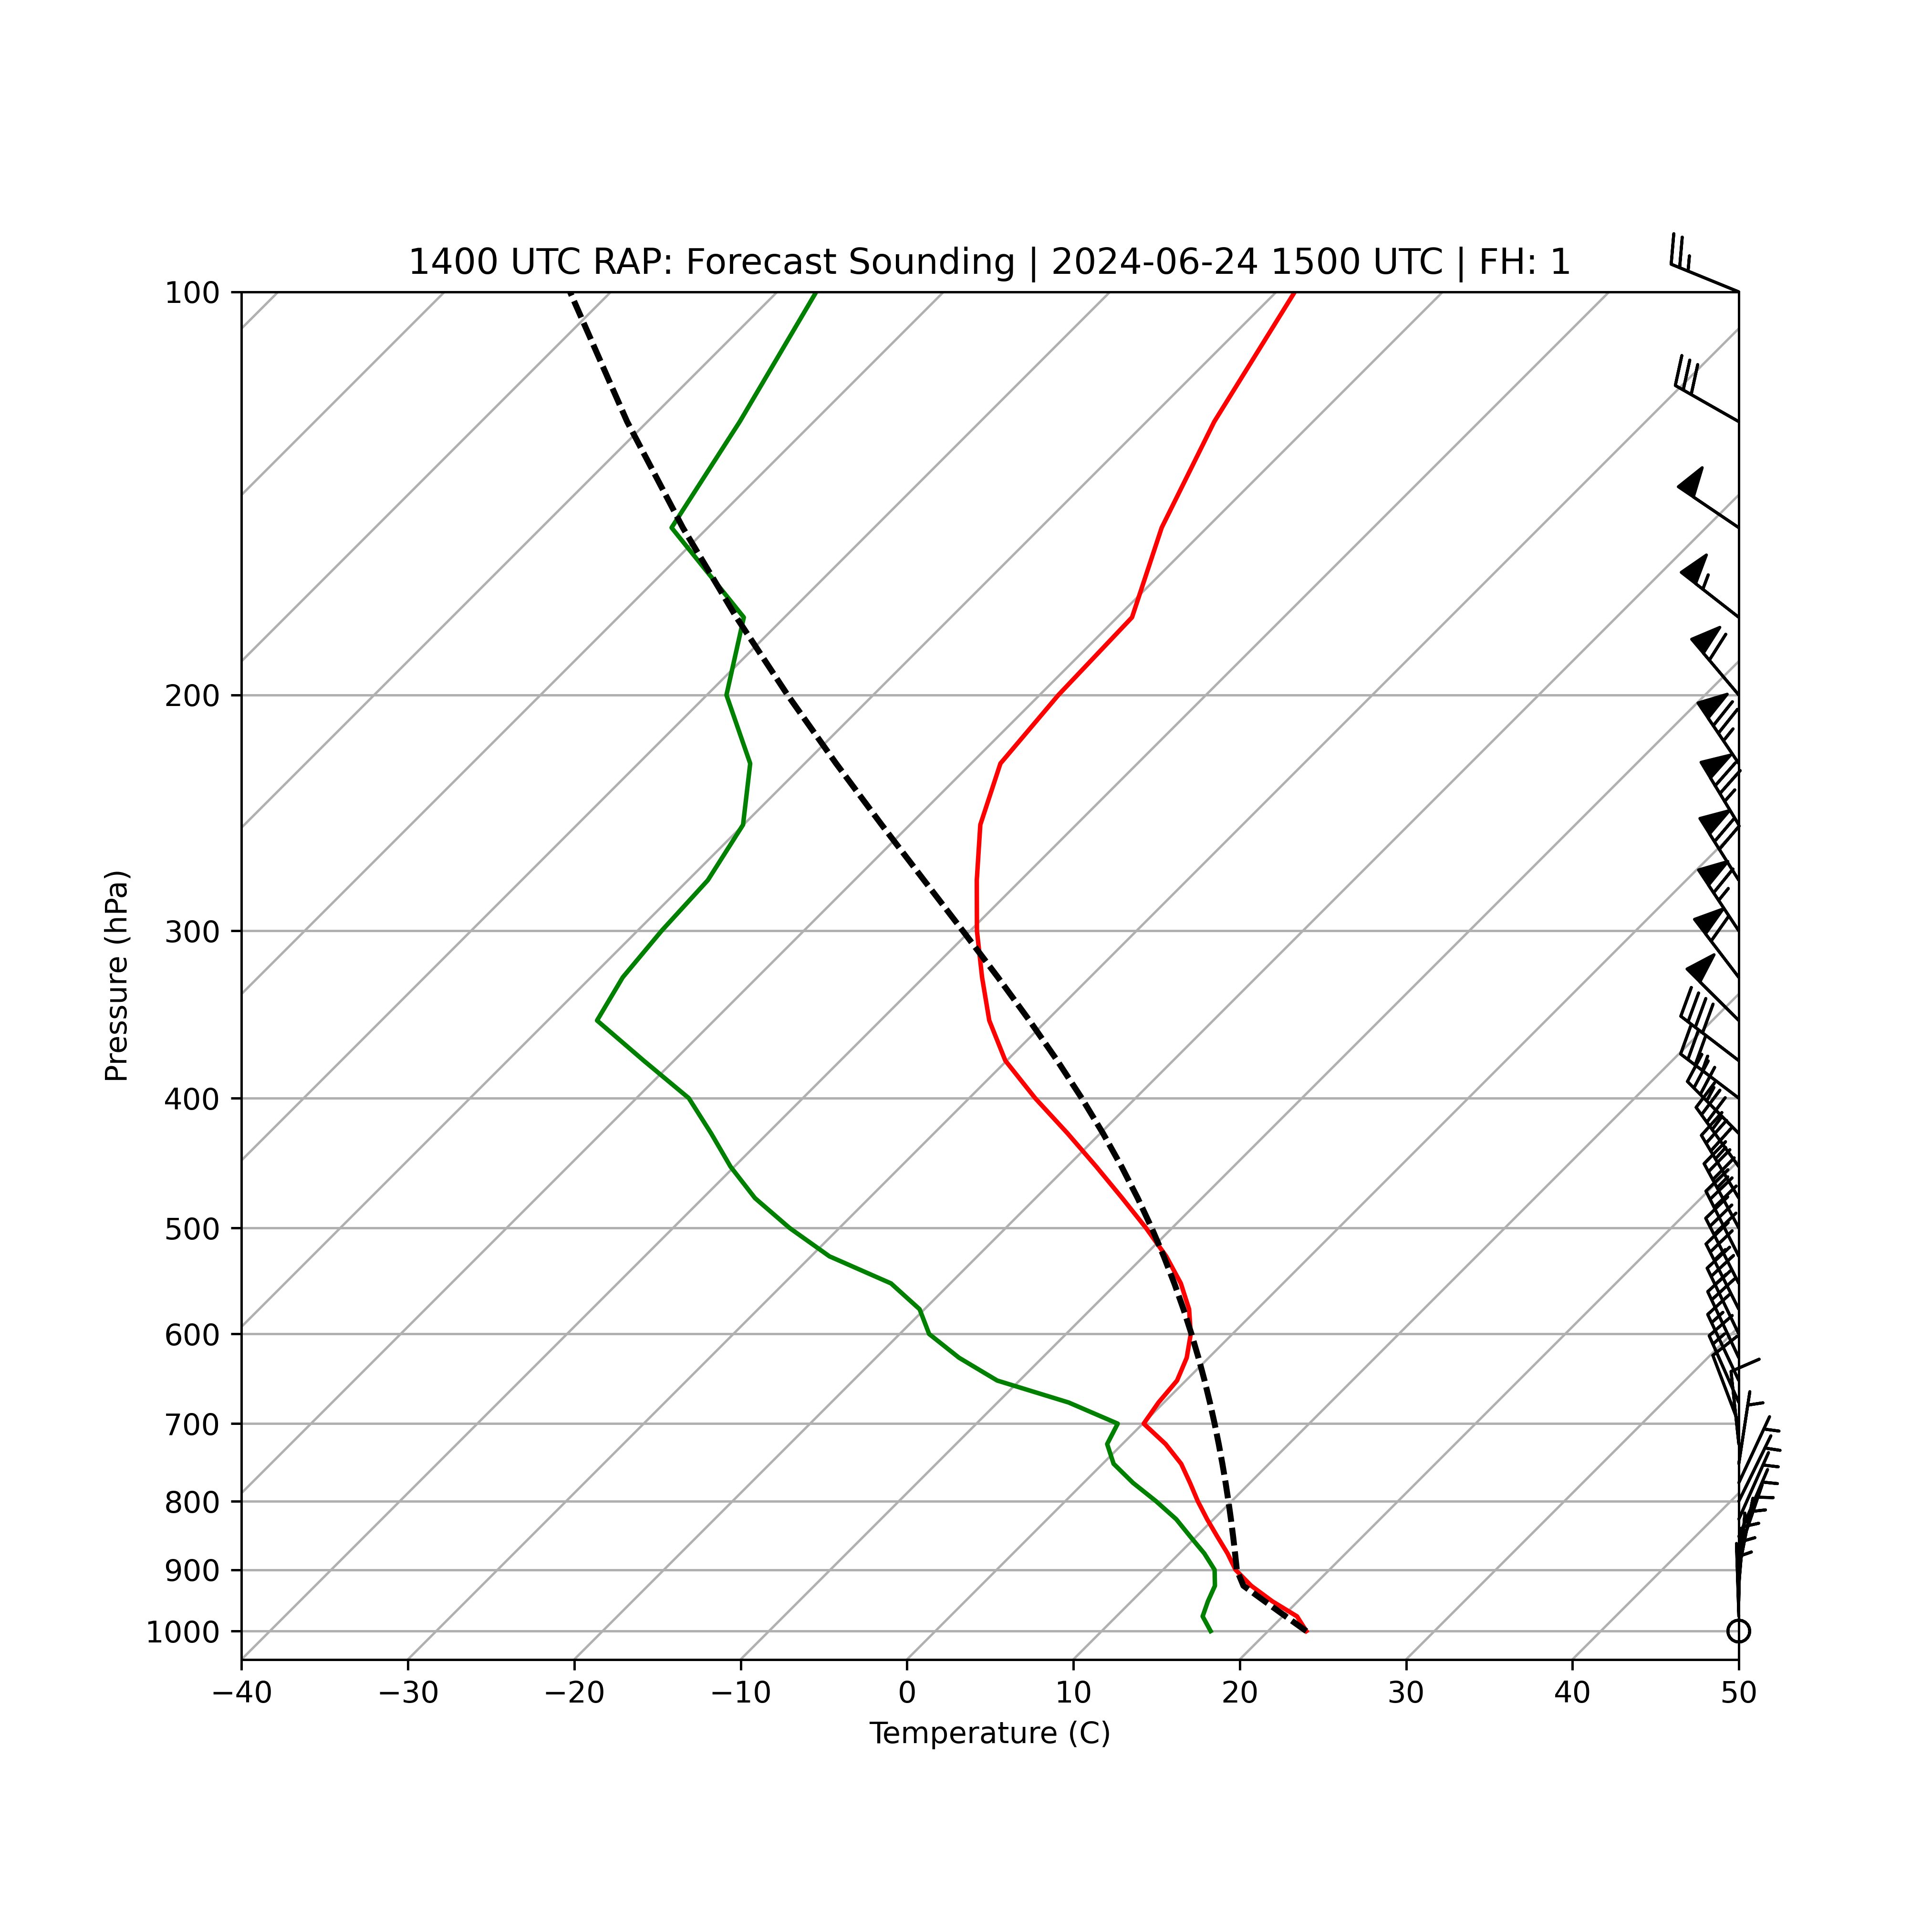 1400 UTC RAP: Forecast Sounding | 2024-06-24 1500 UTC | FH: 1
100
200
300
400
500
600
700
800
900
1000
Pressure (hPa)
−40 −30 −20 −10 0 10 20 30 40 50
Temperature (C)